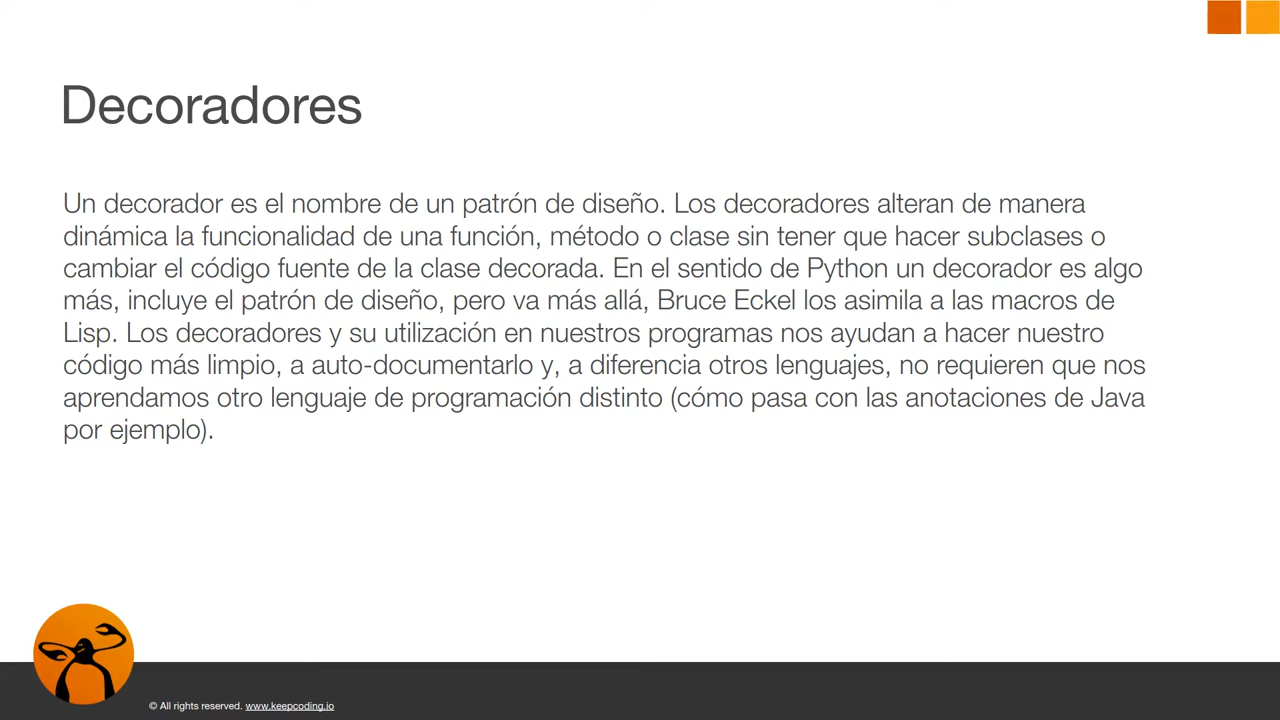 Decoradores
Un decorador es el nombre de un patrón de diseño. Los decoradores alteran de manera
dinámica la funcionalidad de una función, método o clase sin tener que hacer subclases o
cambiar el código fuente de la clase decorada. En el sentido de Python un decorador es algo
más, incluye el patrón de diseño, pero va más allá, Bruce Eckel los asimila a las macros de
Lisp. Los decoradores y su utilización en nuestros programas nos ayudan a hacer nuestro
código más limpio, a auto-documentarlo y, a diferencia otros lenguajes, no requieren que nos
aprendamos otro lenguaje de programación distinto (cómo pasa con las anotaciones de Java
por ejemplo).
© All rights reserved. www.keepcoding.io